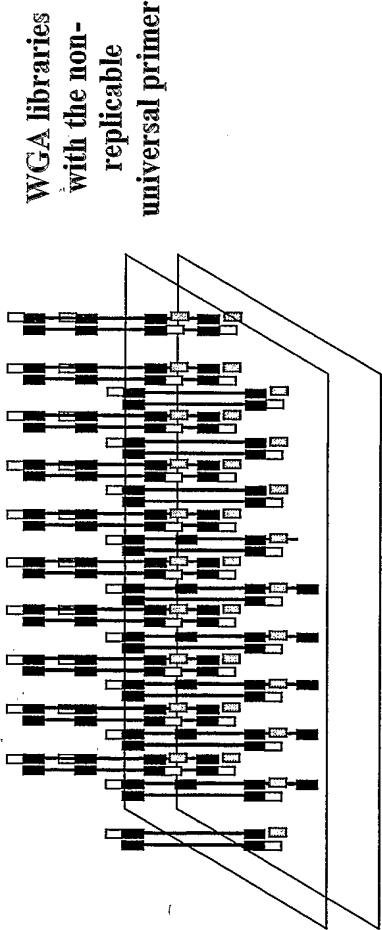 WGA libraries
with the non-
replicable
universal primer